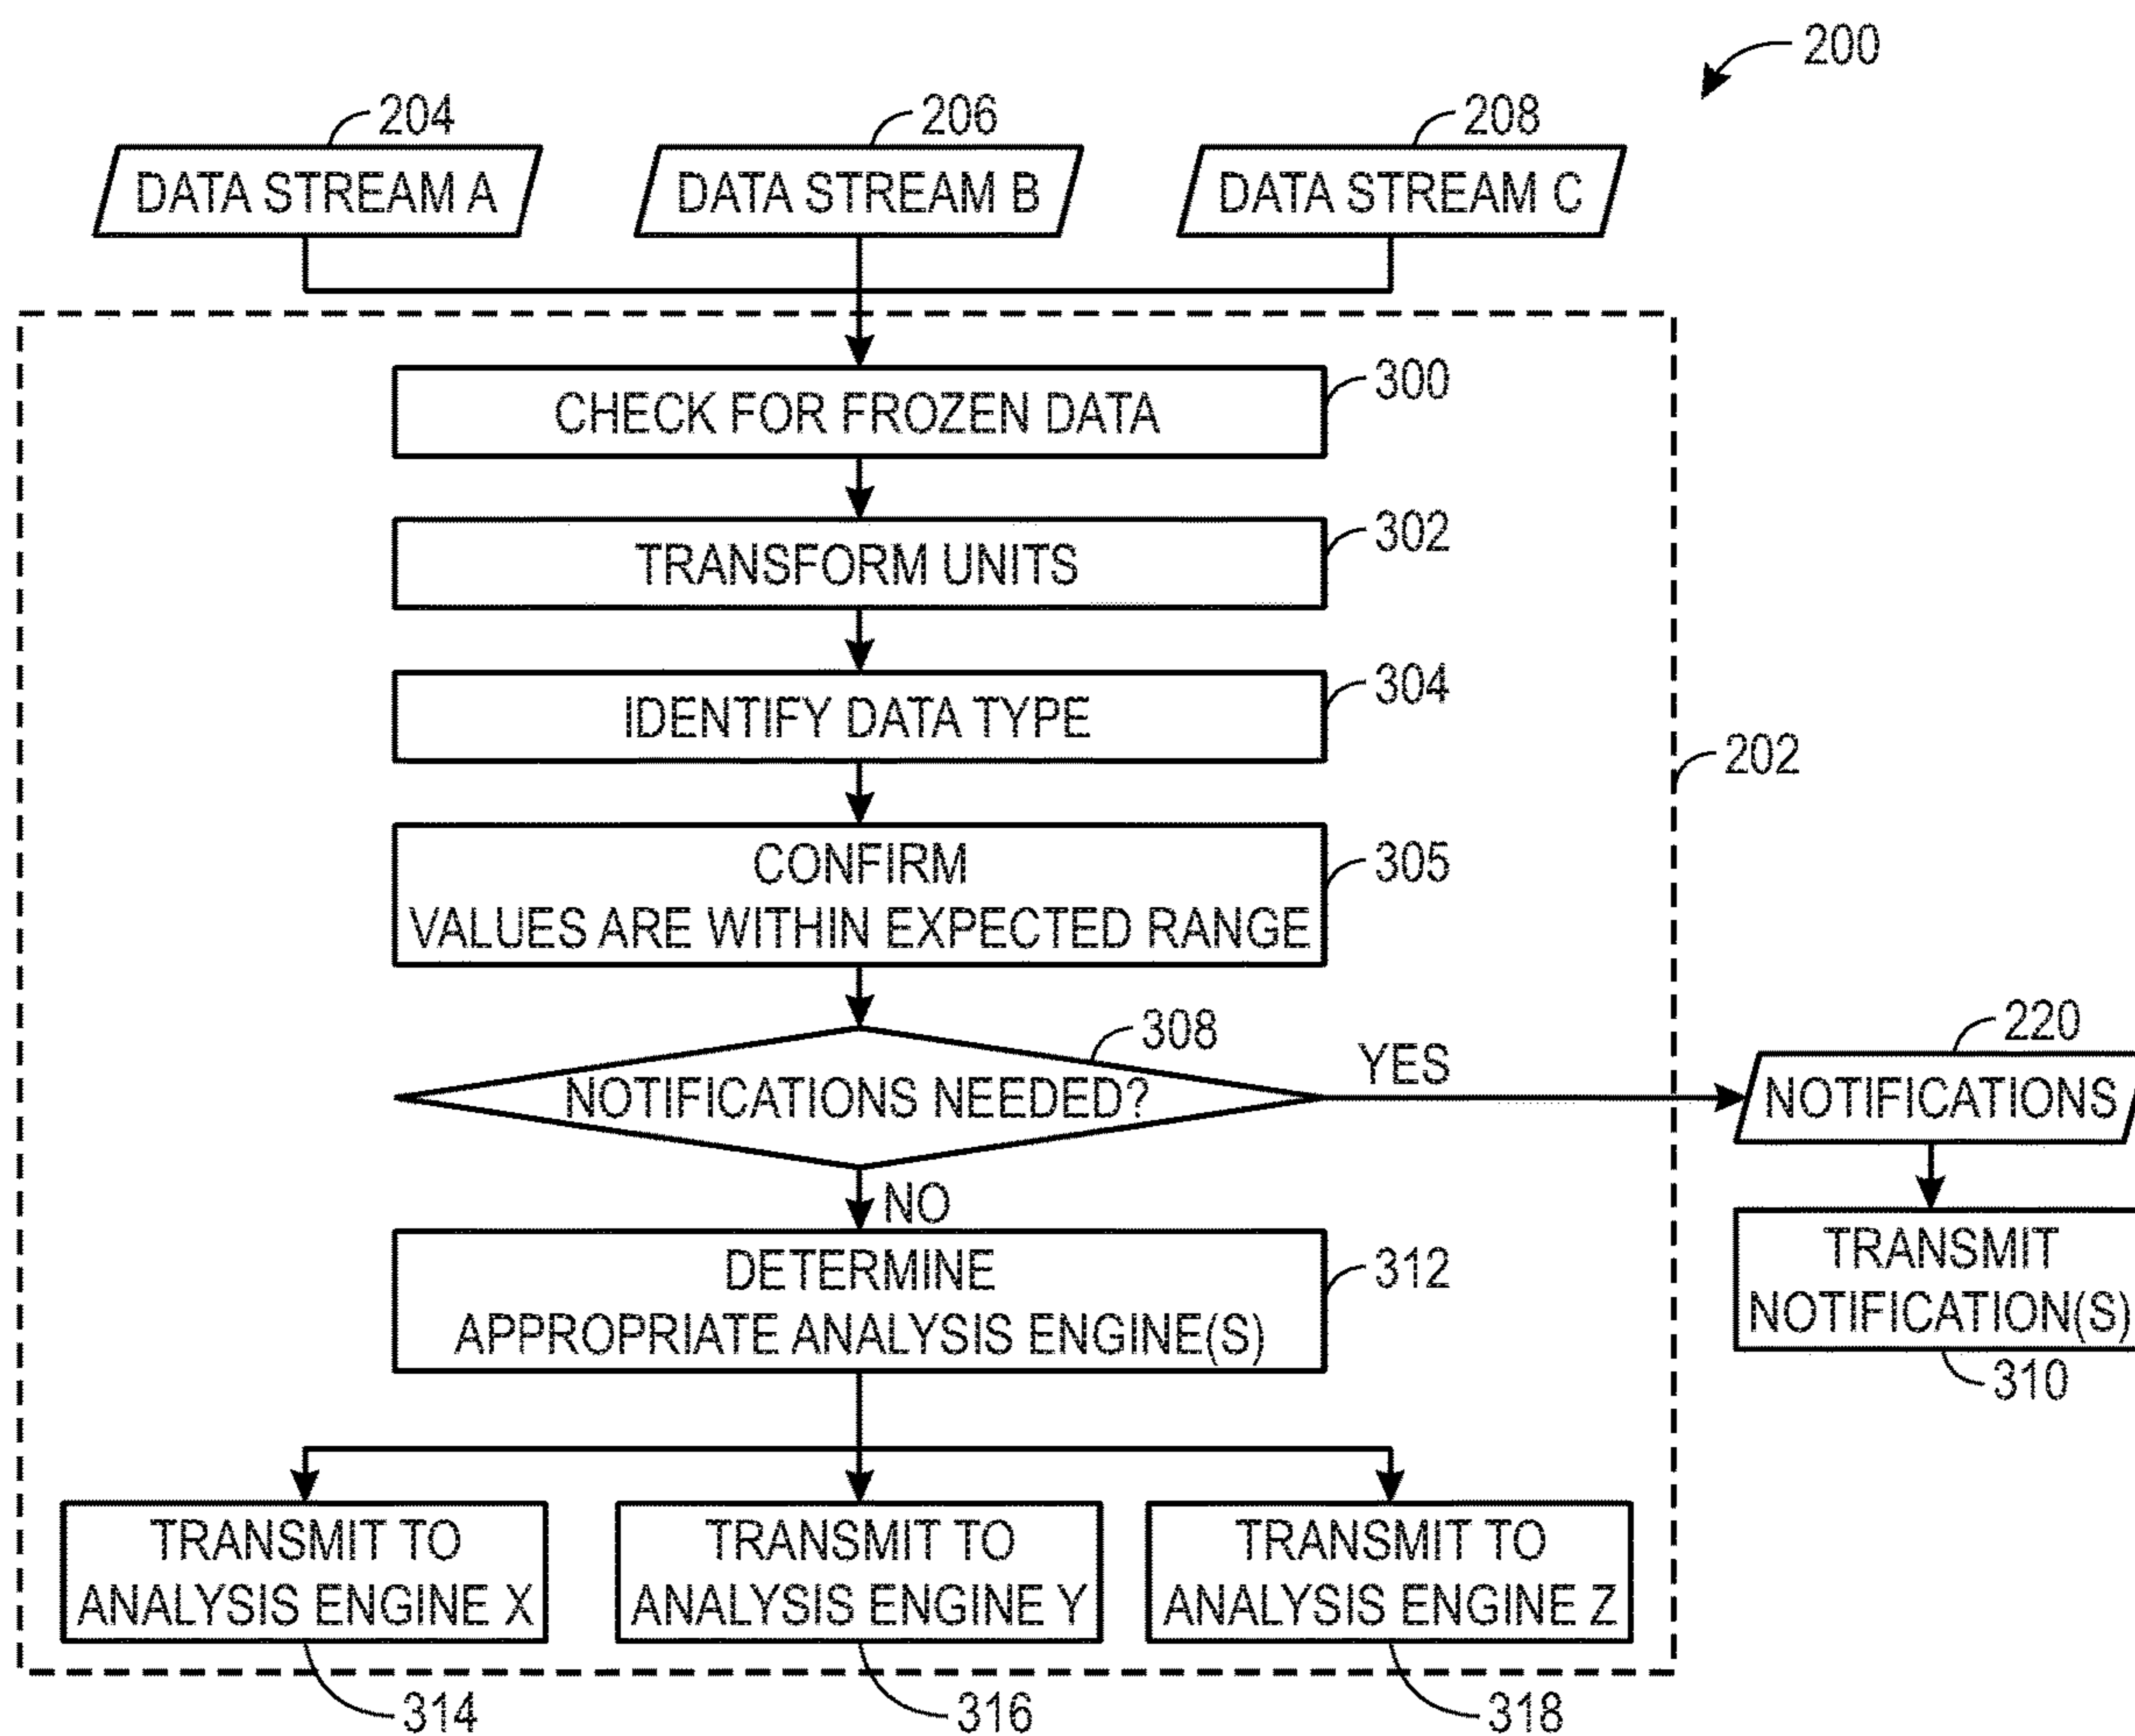 200
204
206
208
DATA STREAM A
DATA STREAM B
DATA STREAM C
CHECK FOR FROZEN DATA
300
TRANSFORM UNITS
302
IDENTIFY DATA TYPE
304
202
CONFIRM
VALUES ARE WITHIN EXPECTED RANGE
305
NOTIFICATIONS NEEDED?
308
YES
220
NOTIFICATIONS
NO
TRANSMIT
NOTIFICATION(S)
310
DETERMINE
APPROPRIATE ANALYSIS ENGINE(S)
312
TRANSMIT TO
ANALYSIS ENGINE X
314
TRANSMIT TO
ANALYSIS ENGINE Y
316
TRANSMIT TO
ANALYSIS ENGINE Z
318